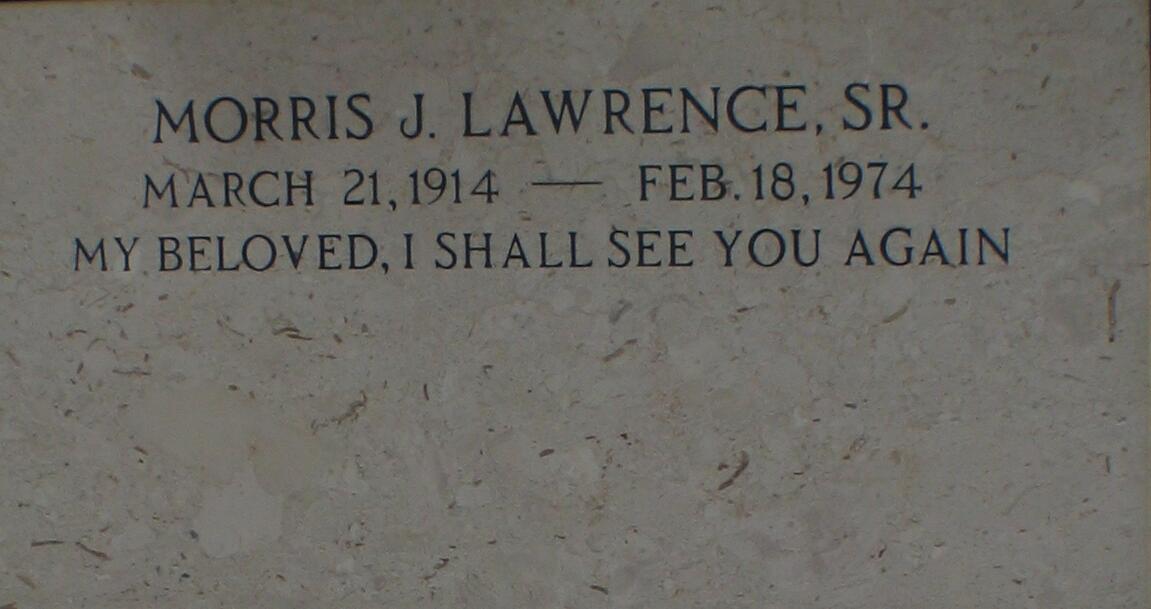 MORRIS J. LAWRENCE, SR.
MARCH 21, 1914 — FEB. 18, 1974
MY BELOVED, I SHALL SEE YOU AGAIN